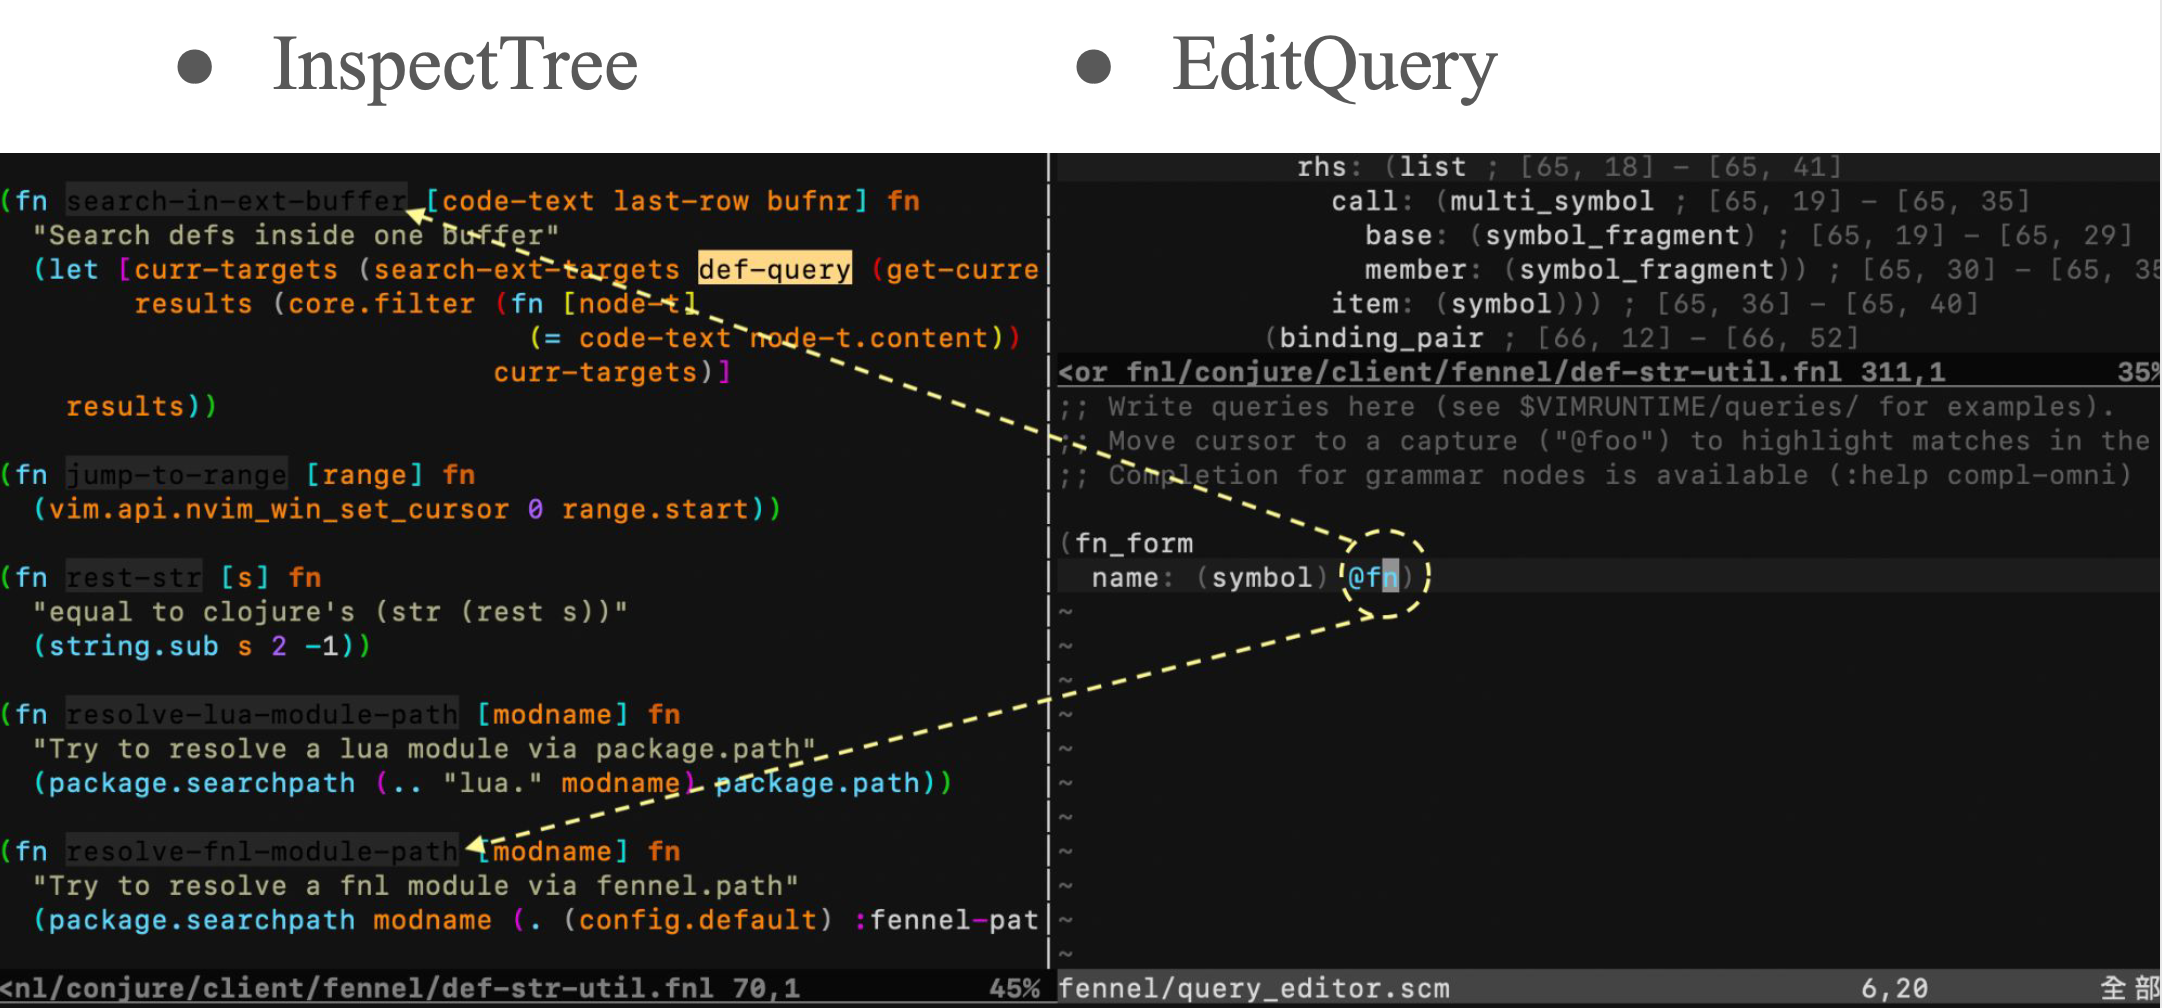 ● InspectTree
● EditQuery
(fn search-in-ext-buffer [code-text last-row bufnr] fn
  "Search defs inside one buffer"
  (let [curr-targets (search-ext-targets def-query (get-curre
        results (core.filter (fn [node-t]
                               (= code-text node-t.content))
                             curr-targets)]
    results))
(fn jump-to-range [range] fn
  (vim.api.nvim_win_set_cursor 0 range.start))
(fn rest-str [s] fn
  "equal to clojure's (str (rest s))"
  (string.sub s 2 -1))
(fn resolve-lua-module-path [modname] fn
  "Try to resolve a lua module via package.path"
  (package.searchpath (.. "lua." modname) package.path))
(fn resolve-fnl-module-path [modname] fn
  "Try to resolve a fnl module via fennel.path"
  (package.searchpath modname (. (config.default) :fennel-pat
<nl/conjure/client/fennel/def-str-util.fnl 70,1 45%
rhs: (list ; [65, 18] - [65, 41]
  call: (multi_symbol ; [65, 19] - [65, 35]
    base: (symbol_fragment) ; [65, 19] - [65, 29]
    member: (symbol_fragment)) ; [65, 30] - [65, 35
  item: (symbol))) ; [65, 36] - [65, 40]
(binding_pair ; [66, 12] - [66, 52]
<or fnl/conjure/client/fennel/def-str-util.fnl 311,1 35%
;; Write queries here (see $VIMRUNTIME/queries/ for examples).
;; Move cursor to a capture ("@foo") to highlight matches in the
;; Completion for grammar nodes is available (:help compl-omni)
(fn_form
  name: (symbol) @fn)
~
~
~
~
~
~
~
~
~
~
~
fennel/query_editor.scm 6,20 全部